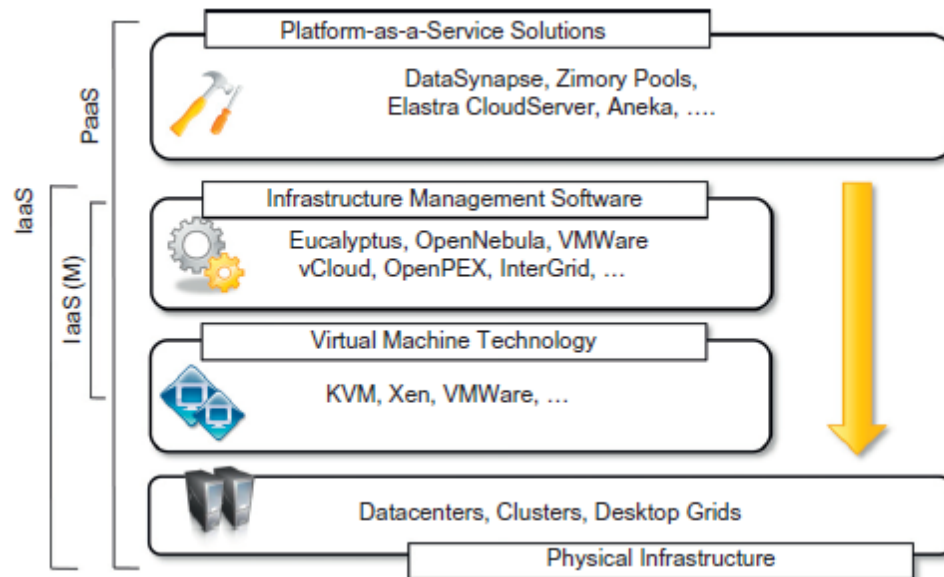 Platform-as-a-Service Solutions
DataSynapse, Zimory Pools,
Elastra CloudServer, Aneka, ….
PaaS
IaaS
IaaS (M)
Infrastructure Management Software
Eucalyptus, OpenNebula, VMWare
vCloud, OpenPEX, InterGrid, …
Virtual Machine Technology
KVM, Xen, VMWare, …
Datacenters, Clusters, Desktop Grids
Physical Infrastructure